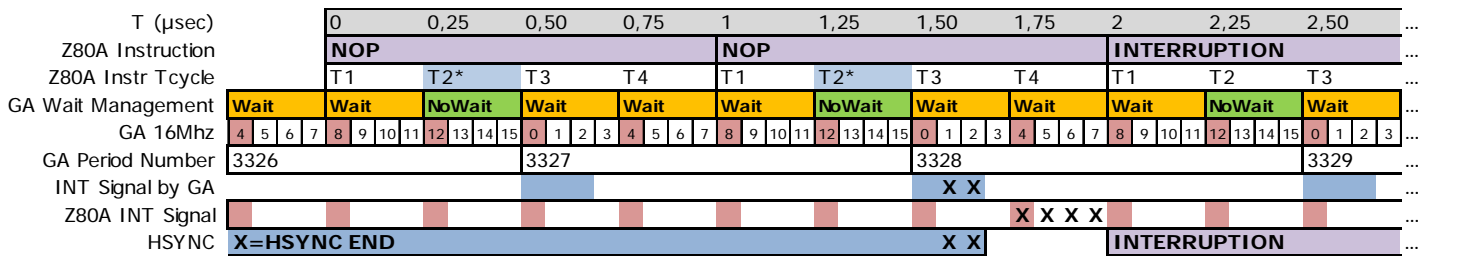 T (µsec) 0 0,25 0,50 0,75 1 1,25 1,50 1,75 2 2,25 2,50 ...
Z80A Instruction NOP NOP INTERRUPTION ...
Z80A Instr Tcycle T1 T2* T3 T4 T1 T2* T3 T4 T1 T2 T3 ...
GA Wait Management Wait Wait NoWait Wait Wait Wait NoWait Wait Wait Wait NoWait Wait ...
GA 16Mhz 4 5 6 7 8 9 10 11 12 13 14 15 0 1 2 3 4 5 6 7 8 9 10 11 12 13 14 15 0 1 2 3 4 5 6 7 8 9 10 11 12 13 14 15 0 1 2 3 ...
GA Period Number 3326 3327 3328 3329 ...
INT Signal by GA X X ...
Z80A INT Signal X X X X ...
HSYNC X=HSYNC END X X INTERRUPTION ...